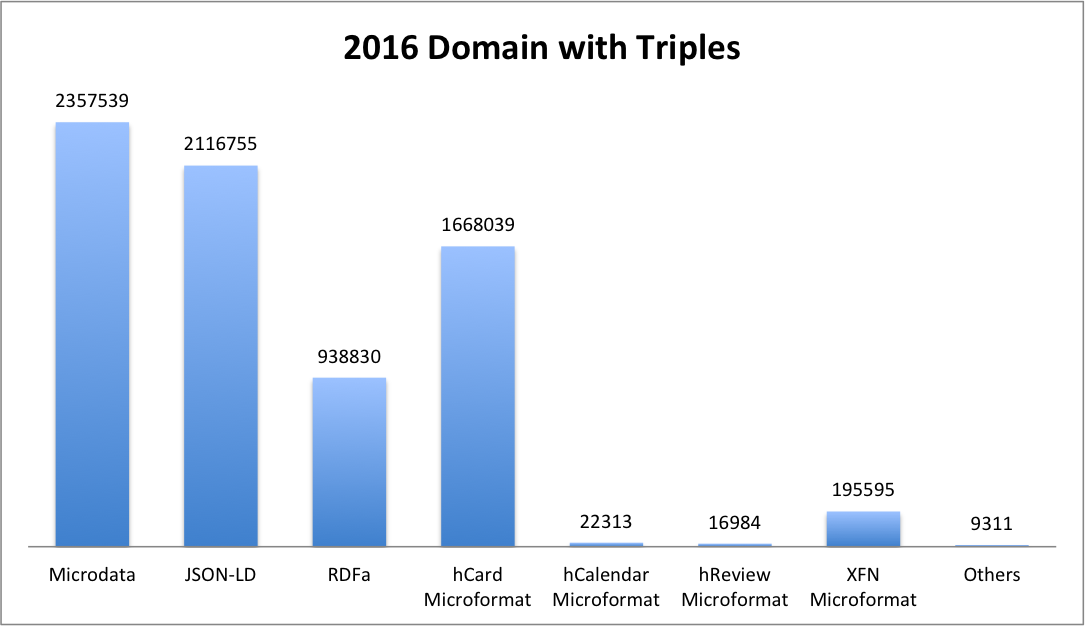 2016 Domain with Triples
2357539
2116755
938830
1668039
22313
16984
195595
9311
Microdata
JSON-LD
RDFa
hCard
Microformat
hCalendar
Microformat
hReview
Microformat
XFN
Microformat
Others